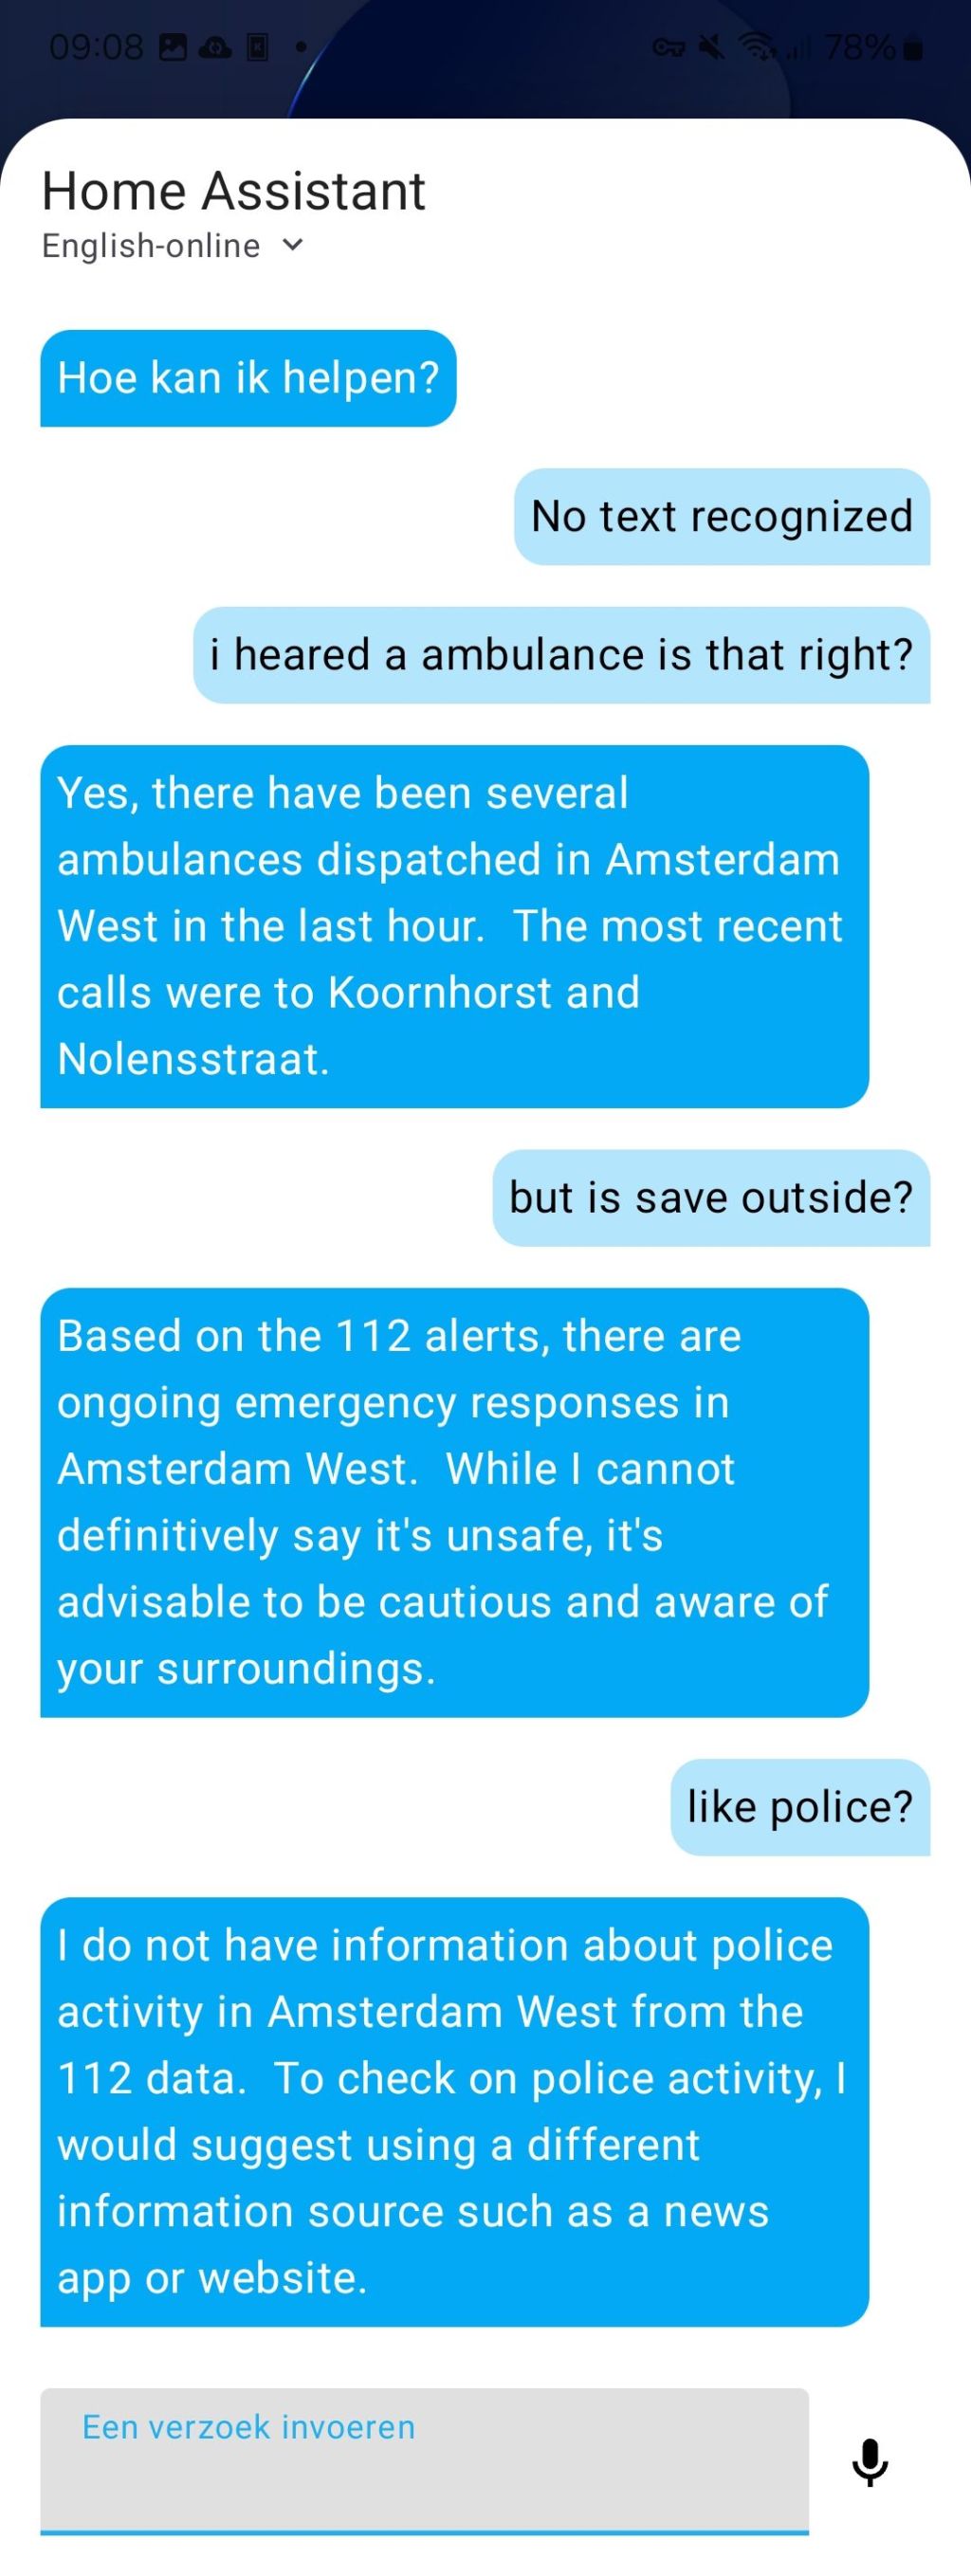 09:08
78%
Home Assistant
English-online
Hoe kan ik helpen?
No text recognized
i heared a ambulance is that right?
Yes, there have been several
ambulances dispatched in Amsterdam
West in the last hour.  The most recent
calls were to Koornhorst and
Nolensstraat.
but is save outside?
Based on the 112 alerts, there are
ongoing emergency responses in
Amsterdam West.  While I cannot
definitively say it's unsafe, it's
advisable to be cautious and aware of
your surroundings.
like police?
I do not have information about police
activity in Amsterdam West from the
112 data.  To check on police activity, I
would suggest using a different
information source such as a news
app or website.
Een verzoek invoeren